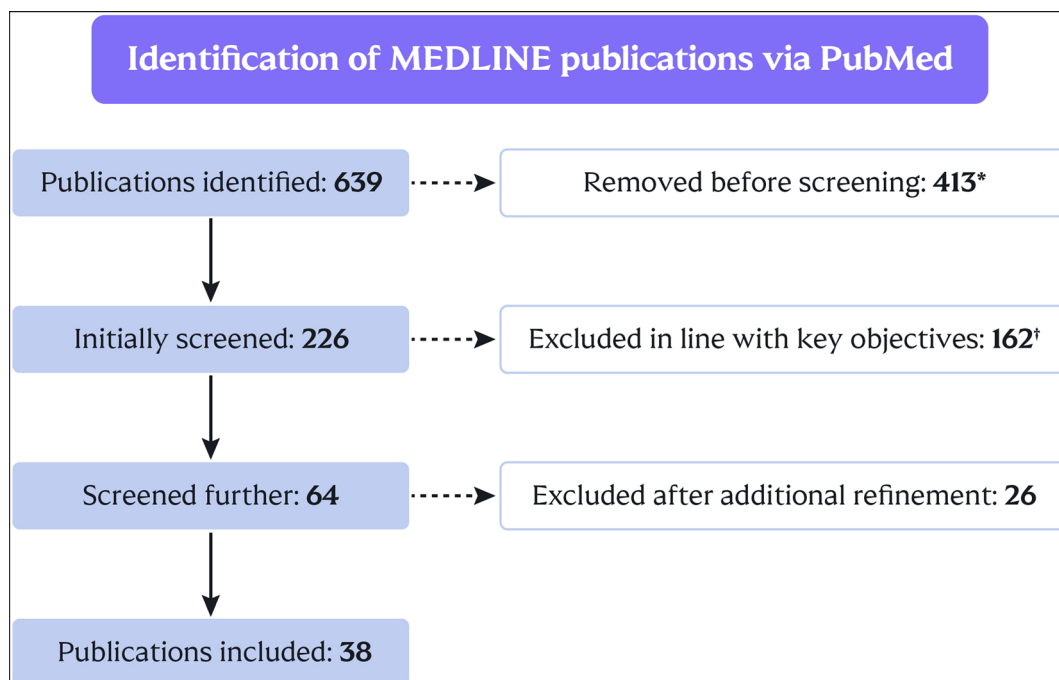 Identification of MEDLINE publications via PubMed
Publications identified: 639
Removed before screening: 413*
Initially screened: 226
Excluded in line with key objectives: 162†
Screened further: 64
Excluded after additional refinement: 26
Publications included: 38